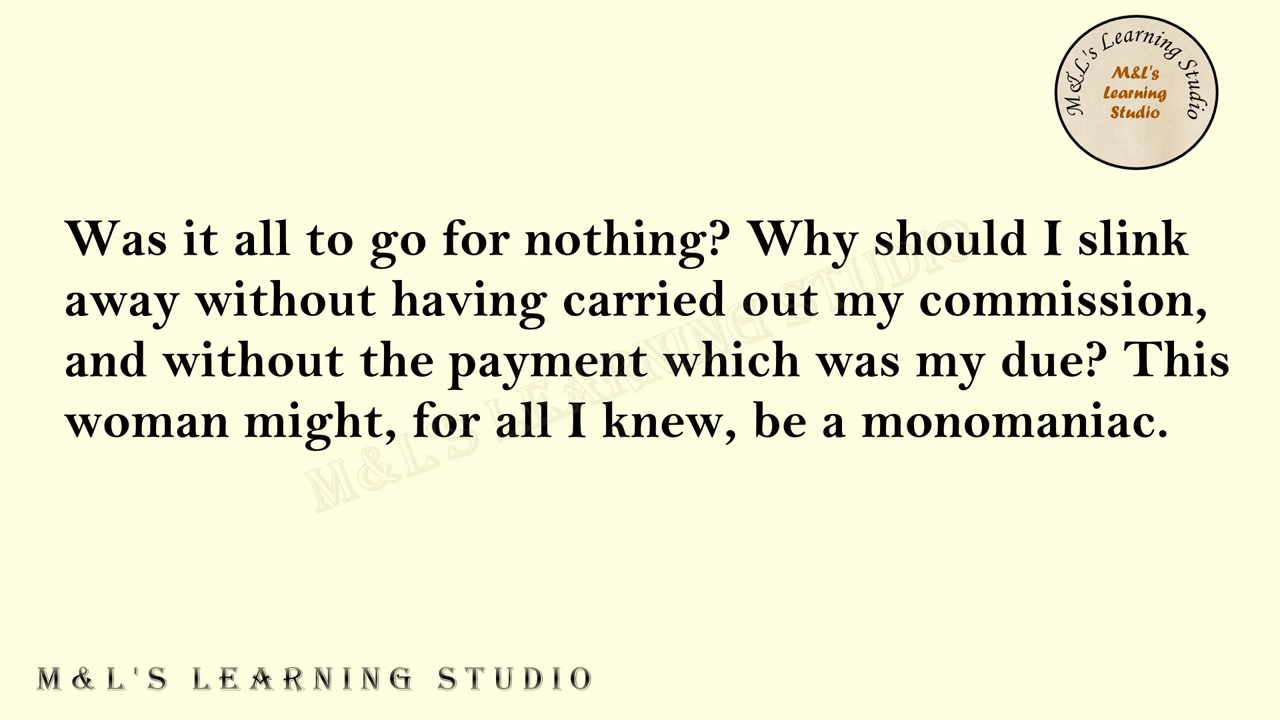 M&L's Learning Studio
M&L's
Learning
Studio
Was it all to go for nothing? Why should I slink
away without having carried out my commission,
and without the payment which was my due? This
woman might, for all I knew, be a monomaniac.
M&L'S LEARNING STUDIO
M&L'S LEARNING STUDIO